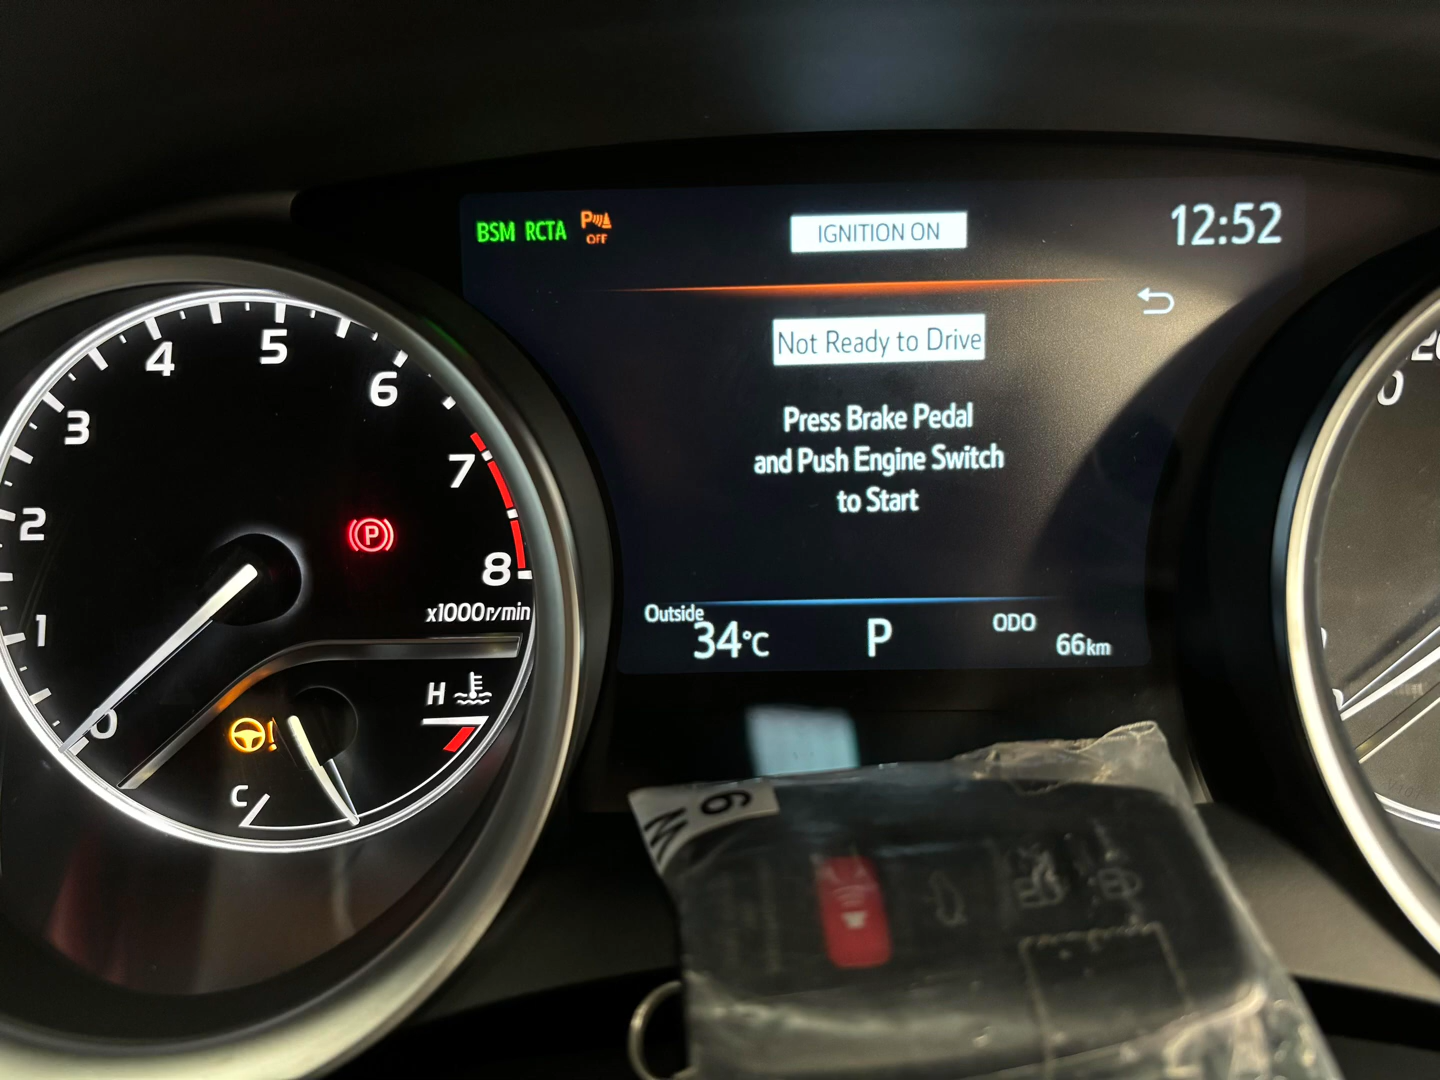 BSM RCTA P OFF
IGNITION ON
12:52
Not Ready to Drive
Press Brake Pedal
and Push Engine Switch
to Start
Outside
34°C
P
ODO
66km
0
1
2
3
4
5
6
7
8
x1000r/min
P
H
C